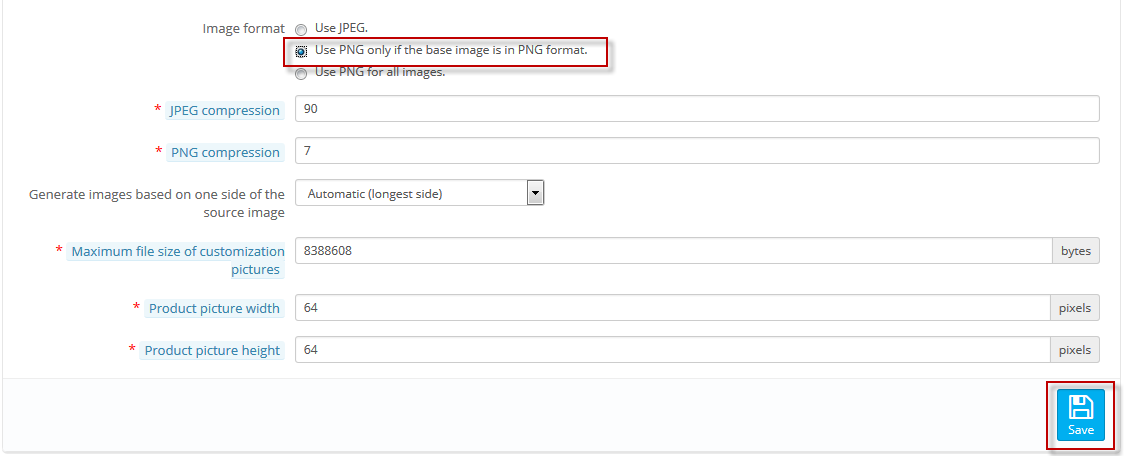 Image format
Use JPEG.
Use PNG only if the base image is in PNG format.
Use PNG for all images.
* JPEG compression
90
* PNG compression
7
Generate images based on one side of the
source image
Automatic (longest side)
* Maximum file size of customization
pictures
8388608
bytes
* Product picture width
64
pixels
* Product picture height
64
pixels
Save